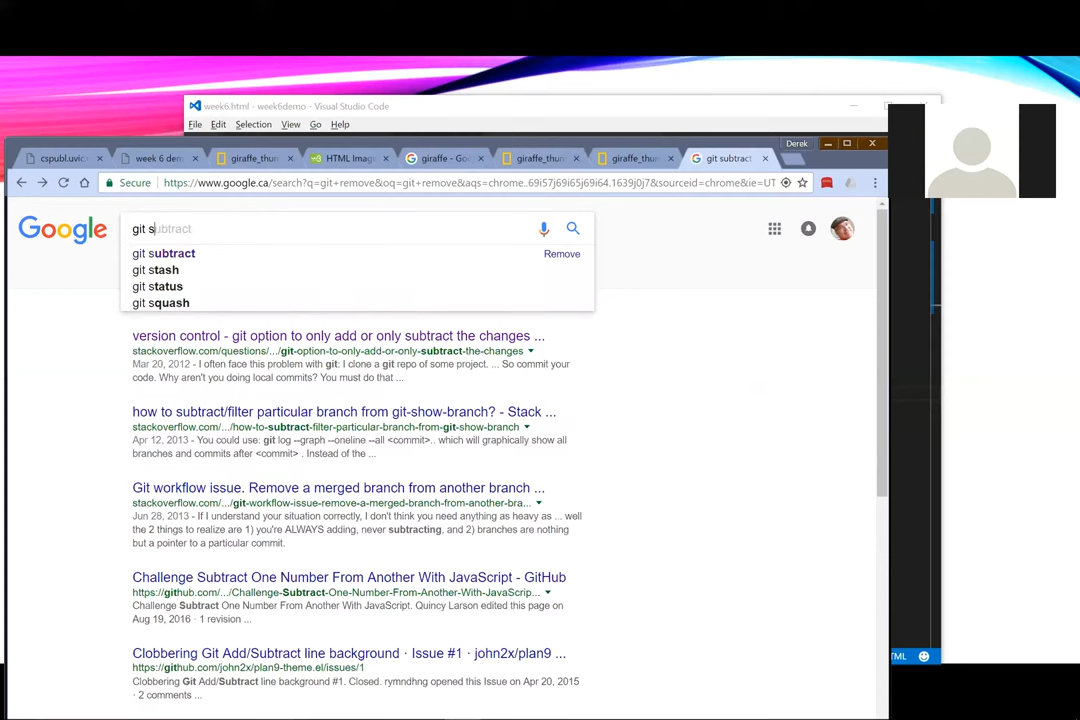 week6.html - week6demo - Visual Studio Code
File Edit Selection View Go Help
Derek
cspubl.uvic. week 6 dem giraffe_thum HTML Imag giraffe - Goo giraffe_thum giraffe_thum git subtract
Secure https://www.google.ca/search?q=git+remove&oq=git+remove&aqs=chrome..69i57j69i65j69i64.1639j0j7&sourceid=chrome&ie=UT
Google
git subtract
git subtract Remove
git stash
git status
git squash
version control - git option to only add or only subtract the changes ...
stackoverflow.com/questions/.../git-option-to-only-add-or-only-subtract-the-changes
Mar 20, 2012 - I often face this problem with git: I clone a git repo of some project. ... So commit your
code. Why aren't you doing local commits? You must do that ...
how to subtract/filter particular branch from git-show-branch? - Stack ...
stackoverflow.com/.../how-to-subtract-filter-particular-branch-from-git-show-branch
Apr 12, 2013 - You could use: git log --graph --oneline --all <commit>.. which will graphically show all
branches and commits after <commit> . Instead of the ...
Git workflow issue. Remove a merged branch from another branch ...
stackoverflow.com/.../git-workflow-issue-remove-a-merged-branch-from-another-bra...
Jun 28, 2013 - If I understand your situation correctly, I don't think you need anything as heavy as ... well
the 2 things to realize are 1) you're ALWAYS adding, never subtracting, and 2) branches are nothing
but a pointer to a particular commit.
Challenge Subtract One Number From Another With JavaScript - GitHub
https://github.com/.../Challenge-Subtract-One-Number-From-Another-With-JavaScrip...
Challenge Subtract One Number From Another With JavaScript. Quincy Larson edited this page on
Aug 19, 2016 · 1 revision ...
Clobbering Git Add/Subtract line background · Issue #1 · john2x/plan9 ...
https://github.com/john2x/plan9-theme.el/issues/1
Clobbering Git Add/Subtract line background #1. Closed. rymndhng opened this Issue on Apr 20, 2015
· 2 comments ...
TML